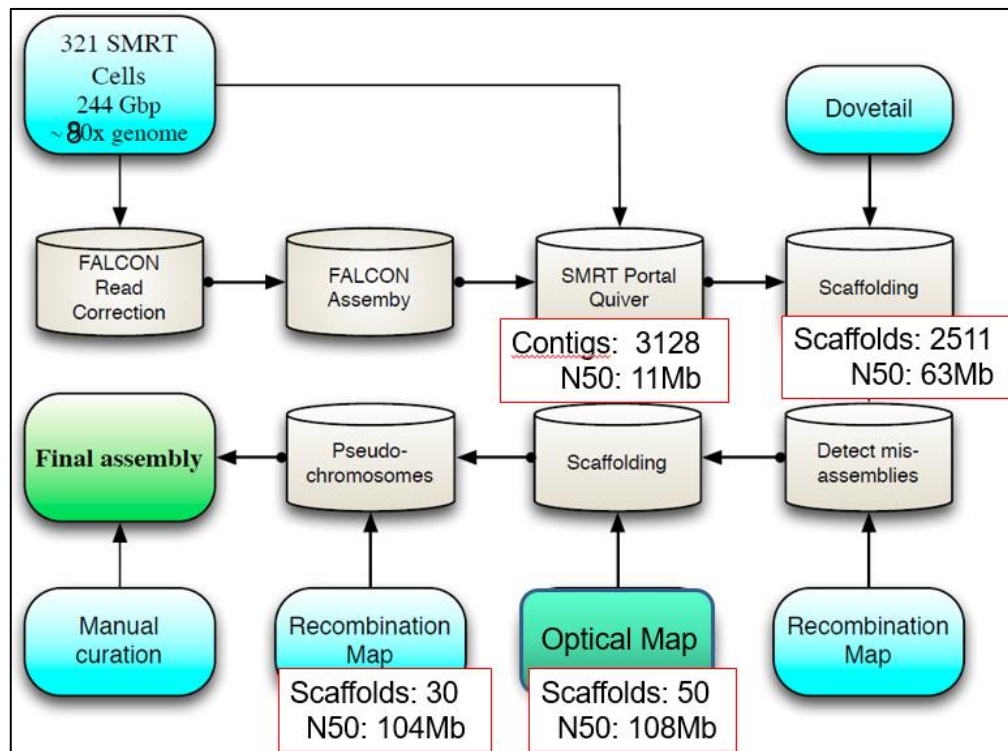 321 SMRT
Cells
244 Gbp
~80x genome
Dovetail
FALCON
Read
Correction
FALCON
Assemby
SMRT Portal
Quiver
Scaffolding
Contigs: 3128
N50: 11Mb
Scaffolds: 2511
N50: 63Mb
Final assembly
Pseudo-
chromosomes
Scaffolding
Detect mis-
assemblies
Manual
curation
Recombination
Map
Optical Map
Recombination
Map
Scaffolds: 30
N50: 104Mb
Scaffolds: 50
N50: 108Mb